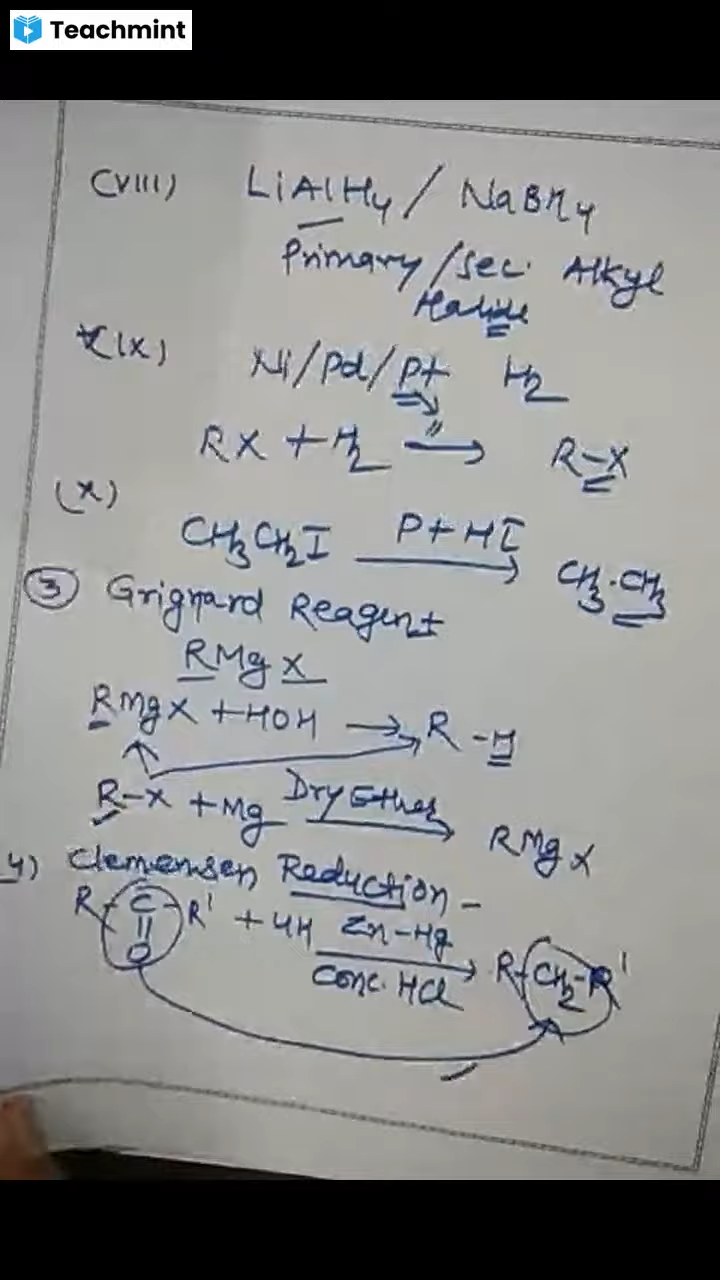 Teachmint
(VIII) LiAlH4 / NaBH4
Primary / Sec. Alkyl
Halide
(IX) Ni/Pd/Pt H2
RX + H2 → R-X
(X)
CH3CH2I P+HI → CH3.CH3
③ Grignard Reagent
RMgX
RMgX + HOH → R-H
R-X + Mg Dry Ether → RMgX
4) Clemensen Reduction -
R-C-R' + 4H Zn-Hg → R-CH2-R'
|| Conc. HCl
O